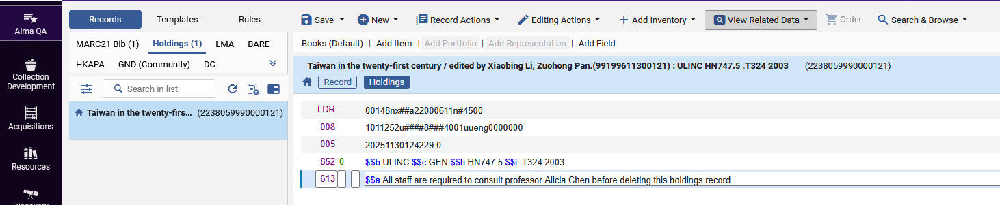 Alma QA
Collection
Development
Acquisitions
Resources
Discovery
Records Templates Rules
MARC21 Bib (1) Holdings (1) LMA BARE
HKAPA GND (Community) DC
Search in list
Taiwan in the twenty-firs... (2238059990000121)
Save New Record Actions Editing Actions Add Inventory View Related Data Order Search & Browse
Books (Default) | Add Item | Add Portfolio | Add Representation | Add Field
Taiwan in the twenty-first century / edited by Xiaobing Li, Zuohong Pan.(99199611300121) : ULINC HN747.5 .T324 2003 (2238059990000121)
Record Holdings
LDR 00148nx##a22000611n#4500
008 1011252u####8###4001uueng0000000
005 20251130124229.0
852 0 $$b ULINC $$c GEN $$h HN747.5 $$i .T324 2003
613 $$a All staff are required to consult professor Alicia Chen before deleting this holdings record